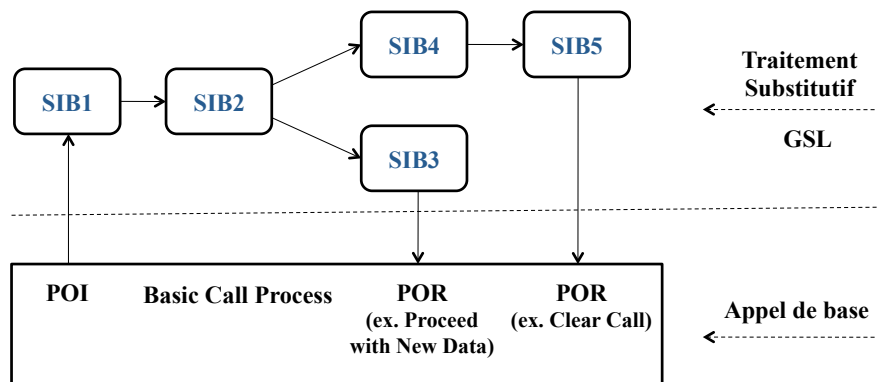 SIB4
SIB5
SIB1
SIB2
SIB3
Traitement
Substitutif
GSL
POI
Basic Call Process
POR
(ex. Proceed
with New Data)
POR
(ex. Clear Call)
Appel de base